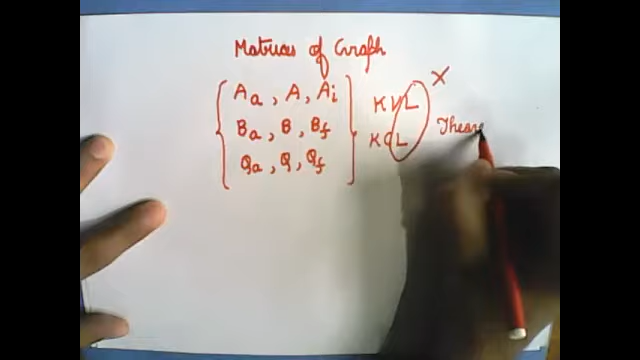 Matrices of Graph
Aa, A, Ai
KVL
X
Ba, B, Bf
KCL
Qa, Q, Qf